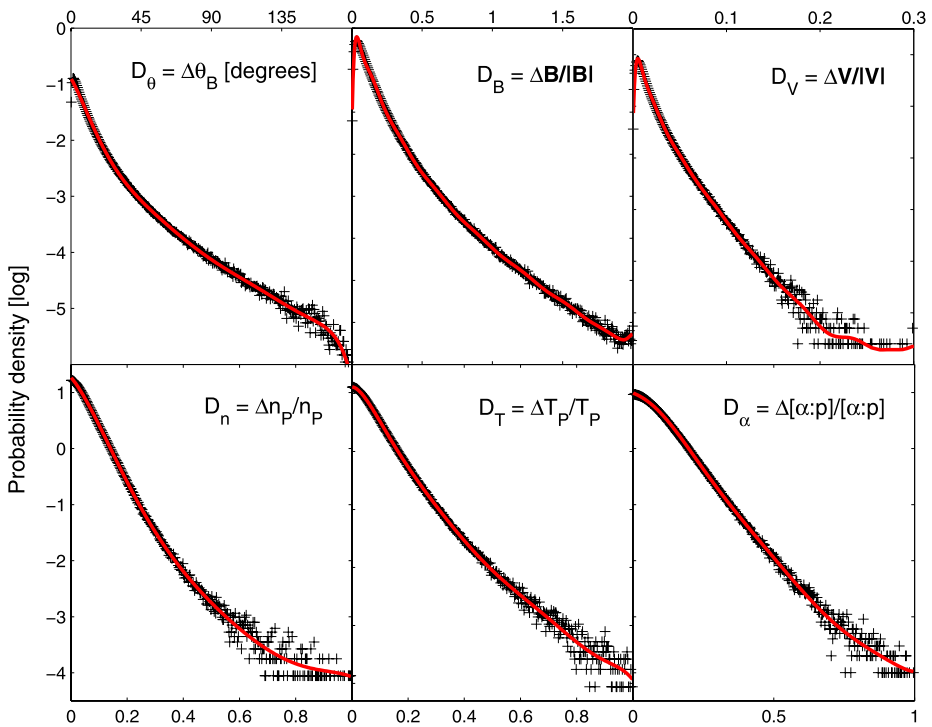 0 45 90 135 0 0.5 1 1.5 0 0.1 0.2 0.3
0
D_θ = Δθ_B [degrees] D_B = ΔB/|B| D_V = ΔV/|V|
−1
−2
−3
−4
−5
Probability density [log]
1
D_n = Δn_P/n_P D_T = ΔT_P/T_P D_α = Δ[α:p]/[α:p]
0
−1
−2
−3
−4
0 0.2 0.4 0.6 0.8 0 0.2 0.4 0.6 0.8 0 0.5 1